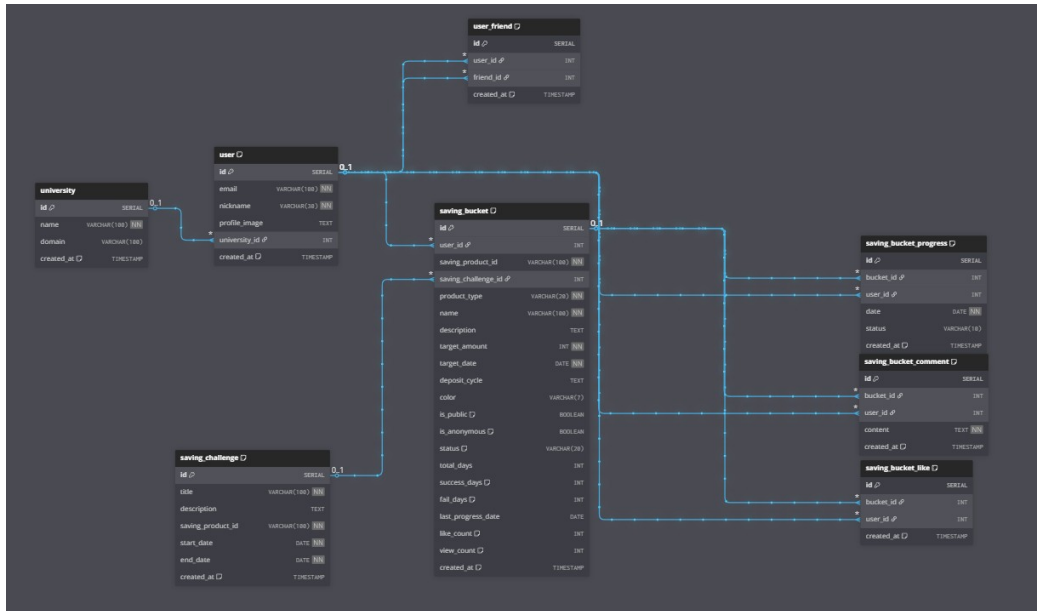 user_friend
id SERIAL
* user_id INT
* friend_id INT
created_at TIMESTAMP
user
id SERIAL 0_1
email VARCHAR(100) NN
nickname VARCHAR(30) NN
profile_image TEXT
* university_id INT
created_at TIMESTAMP
university
id SERIAL 0_1
name VARCHAR(100) NN
domain VARCHAR(100)
created_at TIMESTAMP
saving_bucket
id SERIAL 0_1
* user_id INT
saving_product_id VARCHAR(100) NN
* saving_challenge_id INT
product_type VARCHAR(20) NN
name VARCHAR(100) NN
description TEXT
target_amount INT NN
target_date DATE NN
deposit_cycle TEXT
color VARCHAR(7)
is_public BOOLEAN
is_anonymous BOOLEAN
status VARCHAR(20)
total_days INT
success_days INT
fail_days INT
last_progress_date DATE
like_count INT
view_count INT
created_at TIMESTAMP
saving_bucket_progress
id SERIAL
* bucket_id INT
* user_id INT
date DATE NN
status VARCHAR(10)
created_at TIMESTAMP
saving_bucket_comment
id SERIAL
* bucket_id INT
* user_id INT
content TEXT NN
created_at TIMESTAMP
saving_bucket_like
id SERIAL
* bucket_id INT
* user_id INT
created_at TIMESTAMP
saving_challenge
id SERIAL 0_1
title VARCHAR(100) NN
description TEXT
saving_product_id VARCHAR(100) NN
start_date DATE NN
end_date DATE NN
created_at TIMESTAMP